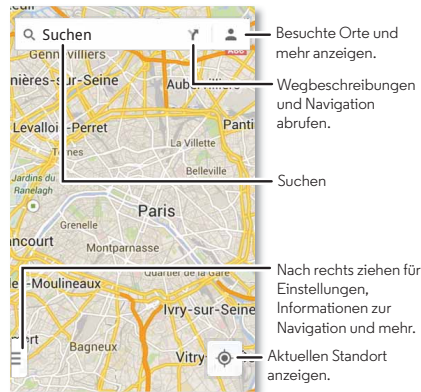 euil
Suchen
Gennevilliers
nières-sur-Seine
Aubervilliers
Levallois-Perret
Panti
Ternes
La Villette
Jardins du
Ranelagh
Belleville
Paris
Grenelle
ncourt
Montparnasse
Quartier de la Gare
-Moulineaux
Ivry-sur-Seine
art
Bagneux
Vitry-
Besuchte Orte und
mehr anzeigen.
Wegbeschreibungen
und Navigation
abrufen.
Suchen
Nach rechts ziehen für
Einstellungen,
Informationen zur
Navigation und mehr.
Aktuellen Standort
anzeigen.